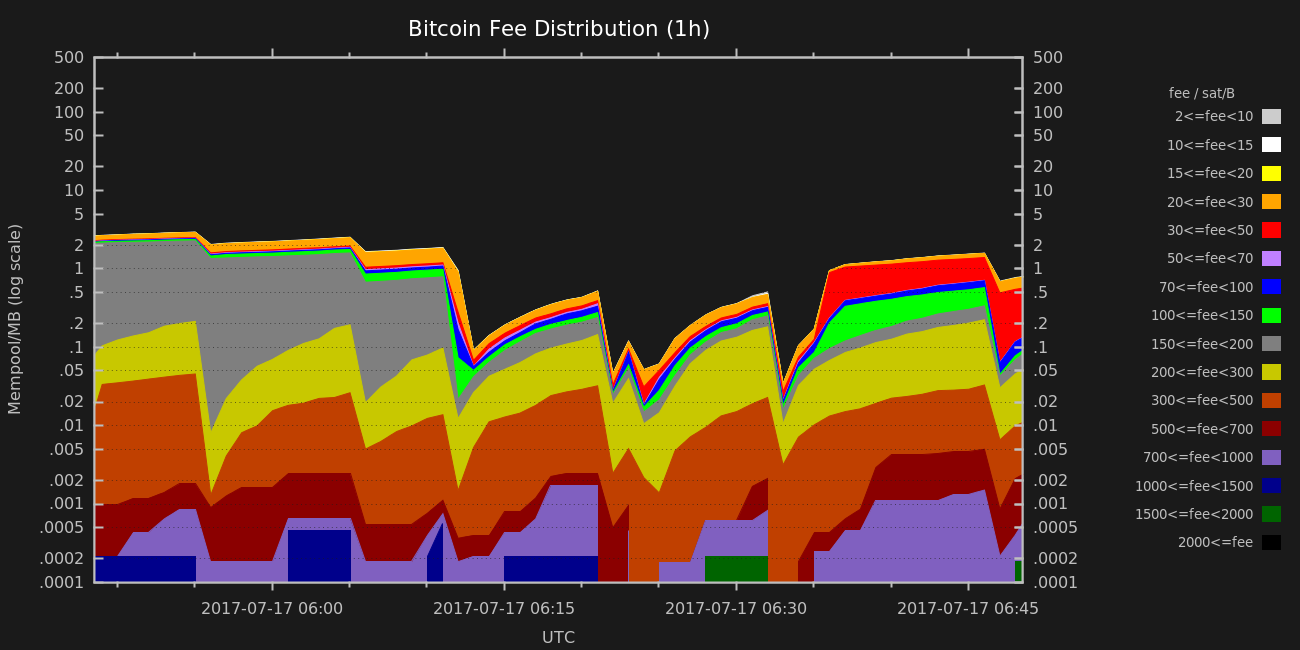 Bitcoin Fee Distribution (1h)
500 500
200 200
100 100
50 50
20 20
10 10
5 5
2 2
1 1
.5 .5
.2 .2
.1 .1
.05 .05
.02 .02
.01 .01
.005 .005
.002 .002
.001 .001
.0005 .0005
.0002 .0002
.0001 .0001
Mempool/MB (log scale)
2017-07-17 06:00 2017-07-17 06:15 2017-07-17 06:30 2017-07-17 06:45
UTC
fee / sat/B
2<=fee<10
10<=fee<15
15<=fee<20
20<=fee<30
30<=fee<50
50<=fee<70
70<=fee<100
100<=fee<150
150<=fee<200
200<=fee<300
300<=fee<500
500<=fee<700
700<=fee<1000
1000<=fee<1500
1500<=fee<2000
2000<=fee